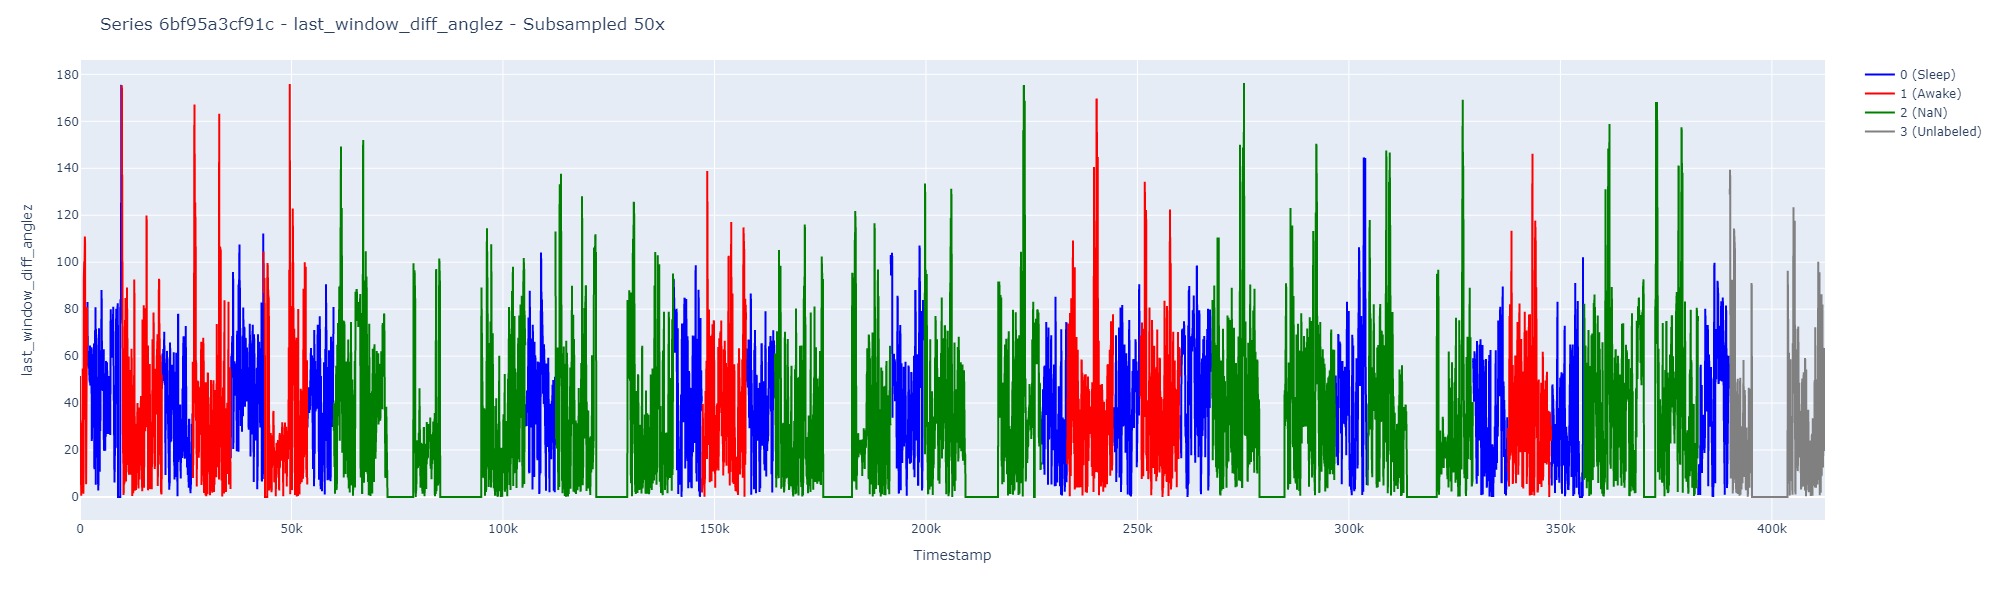 Series 6bf95a3cf91c - last_window_diff_anglez - Subsampled 50x
180
160
140
120
100
80
60
40
20
0
last_window_diff_anglez
0 50k 100k 150k 200k 250k 300k 350k 400k
Timestamp
0 (Sleep)
1 (Awake)
2 (NaN)
3 (Unlabeled)